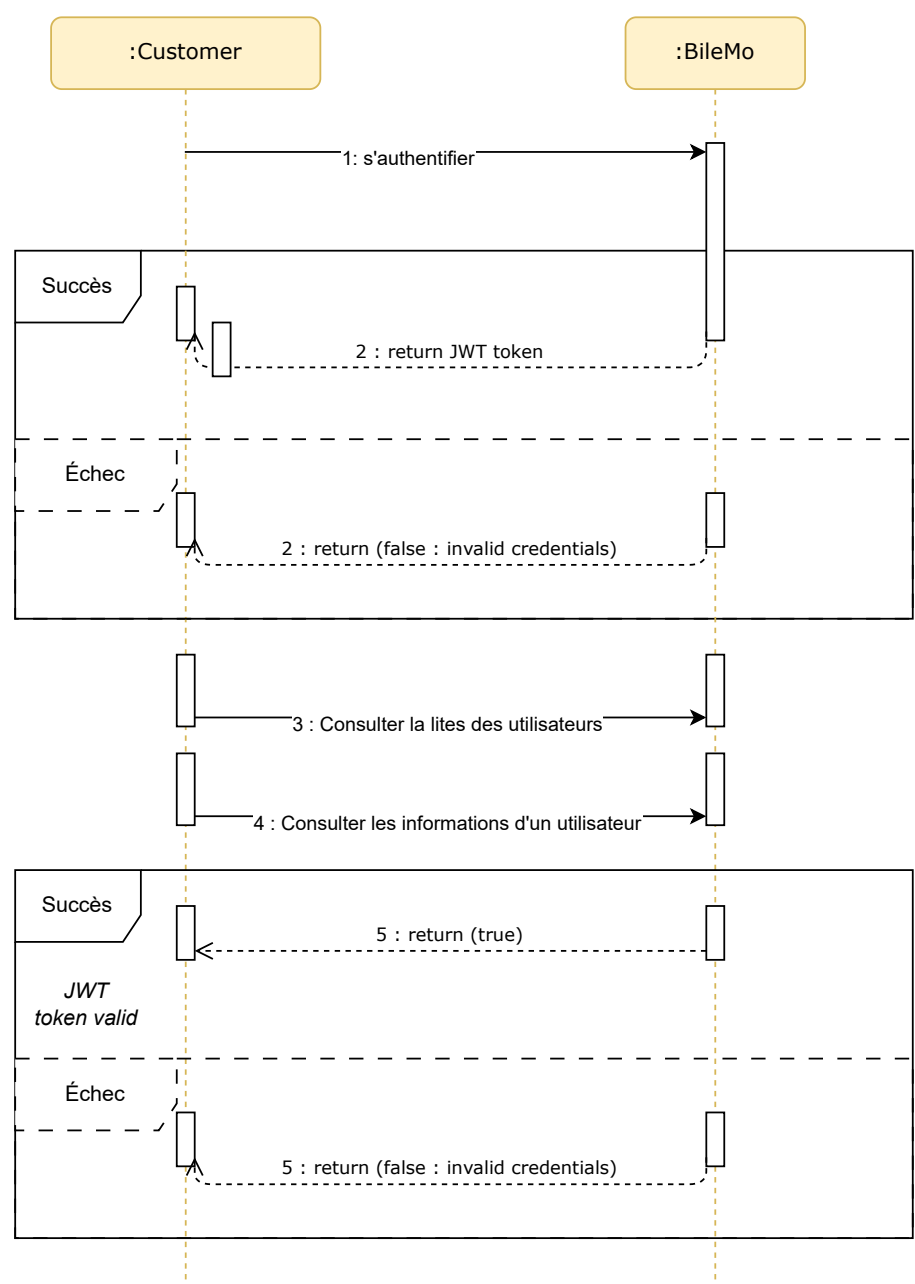 :Customer
:BileMo
1: s'authentifier
Succès
2 : return JWT token
Échec
2 : return (false : invalid credentials)
3 : Consulter la lites des utilisateurs
4 : Consulter les informations d'un utilisateur
Succès
5 : return (true)
JWT
token valid
Échec
5 : return (false : invalid credentials)